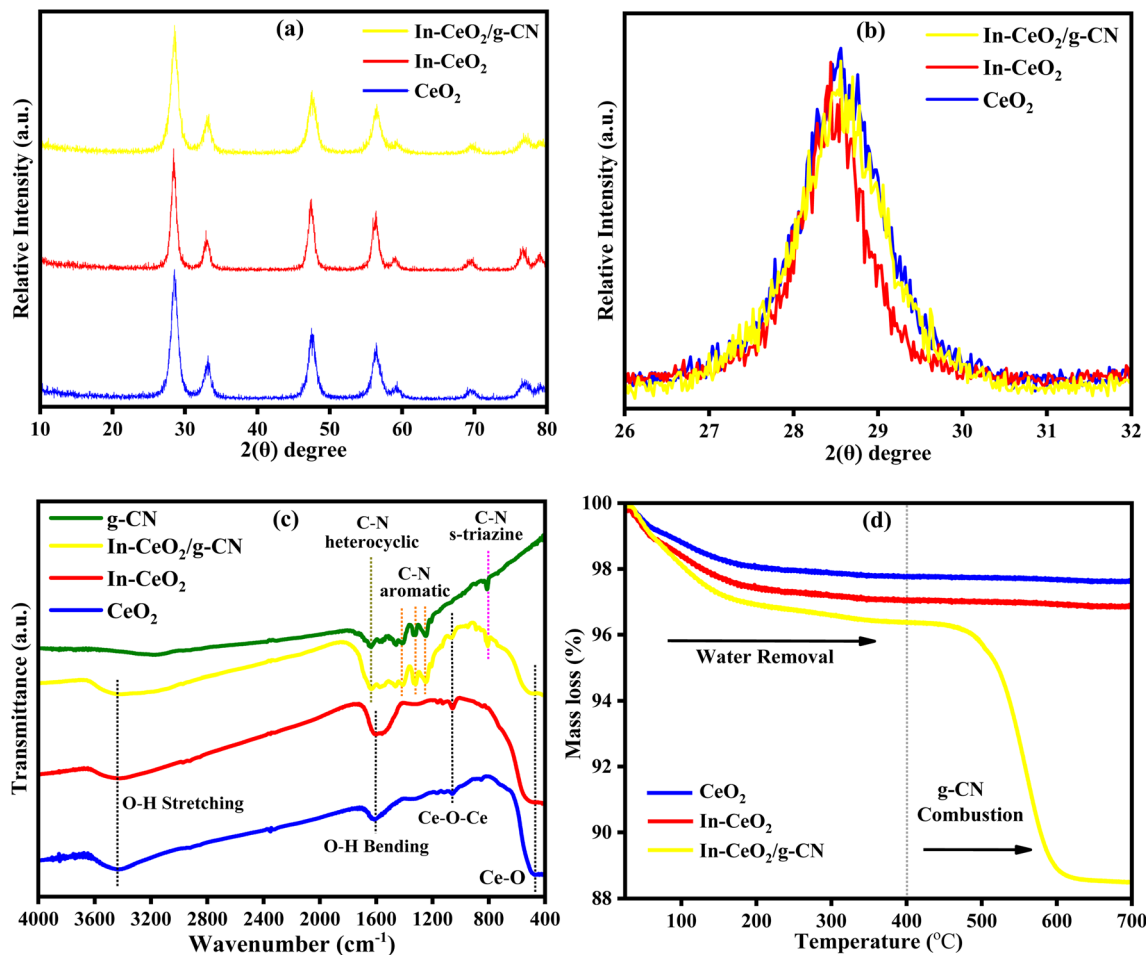 (a)
In-CeO₂/g-CN
In-CeO₂
CeO₂
Relative Intensity (a.u.)
10 20 30 40 50 60 70 80
2(θ) degree
(b)
In-CeO₂/g-CN
In-CeO₂
CeO₂
Relative Intensity (a.u.)
26 27 28 29 30 31 32
2(θ) degree
(c)
g-CN
In-CeO₂/g-CN
In-CeO₂
CeO₂
C-N
heterocyclic
C-N
s-triazine
C-N
aromatic
O-H Stretching
O-H Bending
Ce-O-Ce
Ce-O
Transmittance (a.u.)
4000 3600 3200 2800 2400 2000 1600 1200 800 400
Wavenumber (cm⁻¹)
(d)
100
98
96
94
92
90
88
Mass loss (%)
Water Removal
g-CN
Combustion
CeO₂
In-CeO₂
In-CeO₂/g-CN
100 200 300 400 500 600 700
Temperature (°C)